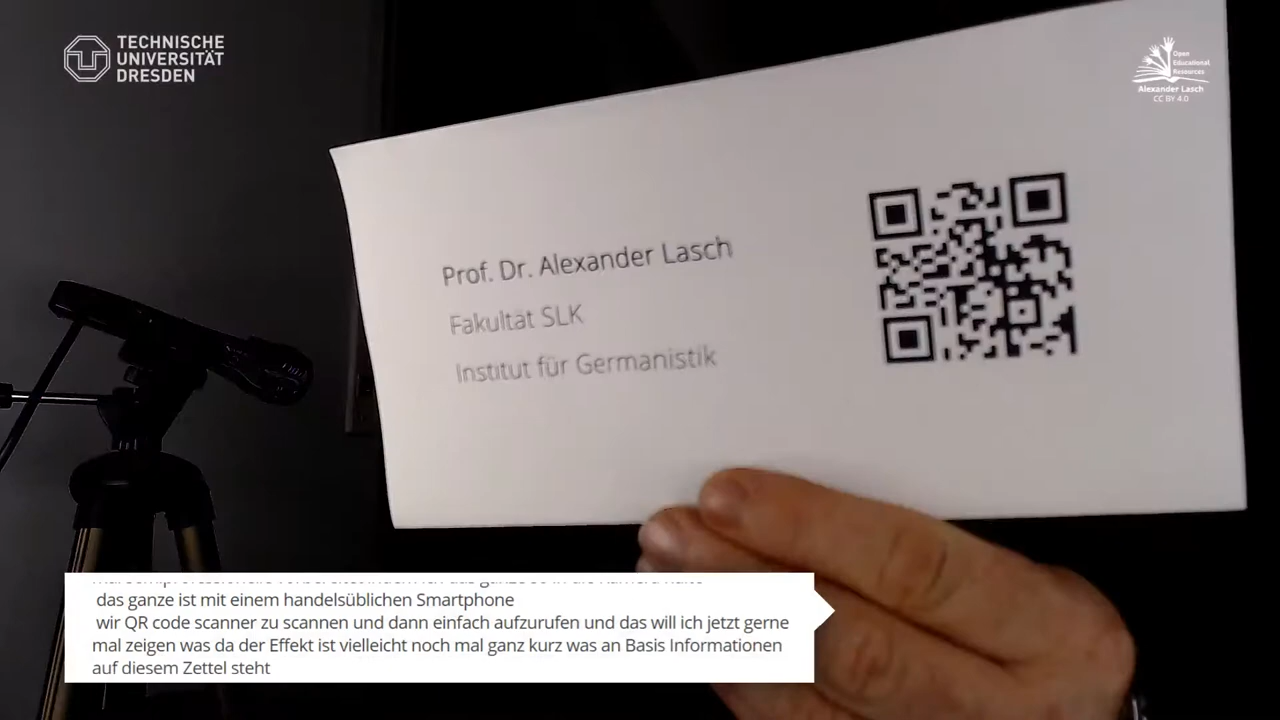 TECHNISCHE
UNIVERSITÄT
DRESDEN
Open
Educational
Resources
Alexander Lasch
CC BY 4.0
Prof. Dr. Alexander Lasch
Fakultät SLK
Institut für Germanistik
das ganze ist mit einem handelsüblichen Smartphone
wir QR code scanner zu scannen und dann einfach aufzurufen und das will ich jetzt gerne
mal zeigen was da der Effekt ist vielleicht noch mal ganz kurz was an Basis Informationen
auf diesem Zettel steht